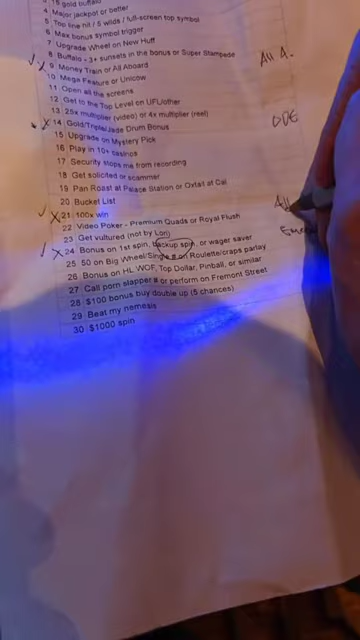 3 15 gold buffalo
4 Major jackpot or better
5 Top line hit / 5 wilds / full-screen top symbol
6 Max bonus symbol trigger
7 Upgrade Wheel on New Huff
8 Buffalo - 3+ sunsets in the bonus or Super Stampede
✓ X 9 Money Train or All Aboard All A.
10 Mega Feature or Unicow
11 Open all the screens
12 Get to the Top Level on UFL/other
13 25x multiplier (video) or 4x multiplier (reel)
X 14 Gold/Triple/Jade Drum Bonus DDE
15 Upgrade on Mystery Pick
16 Play in 10+ casinos
17 Security stops me from recording
18 Get solicited or scammer
19 Pan Roast at Palace Station or Oxtail at Cal
20 Bucket List
✓ X 21 100x win All
22 Video Poker - Premium Quads or Royal Flush
23 Get vultured (not by Lori)
✓ X 24 Bonus on 1st spin, backup spin, or wager saver
25 50 on Big Wheel/Single # on Roulette/craps parlay
26 Bonus on HL WOF, Top Dollar, Pinball, or similar
27 Call porn slapper # or perform on Fremont Street
28 $100 bonus buy double up (5 chances)
29 Beat my nemesis
30 $1000 spin